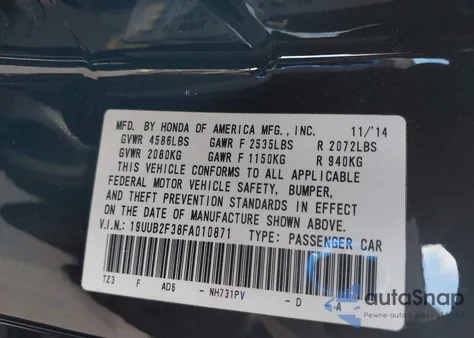 MFD. BY HONDA OF AMERICA MFG., INC. 11/'14
GVWR 4586LBS GAWR F 2535LBS R 2072LBS
GVWR 2080KG GAWR F 1150KG R 940KG
THIS VEHICLE CONFORMS TO ALL APPLICABLE
FEDERAL MOTOR VEHICLE SAFETY, BUMPER,
AND THEFT PREVENTION STANDARDS IN EFFECT
ON THE DATE OF MANUFACTURE SHOWN ABOVE.
V.I.N.: 19UUB2F38FA010871 TYPE: PASSENGER CAR
TZ3 F AD6 - NH731PV - D A
autoSnap
Pewne auto